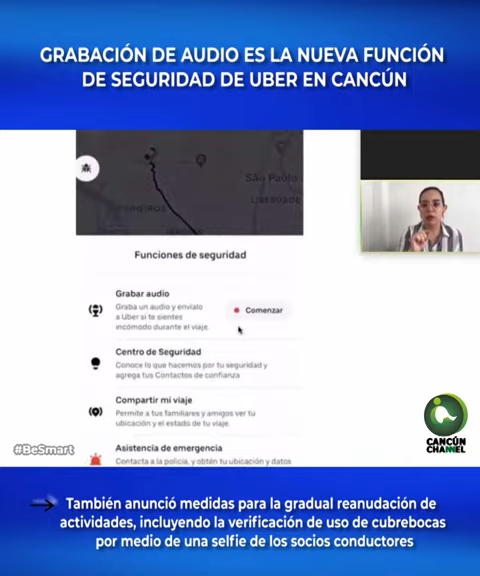 GRABACIÓN DE AUDIO ES LA NUEVA FUNCIÓN
DE SEGURIDAD DE UBER EN CANCÚN
São Paulo
LIBERDADE
Funciones de seguridad
Grabar audio
Graba un audio y envíalo
a Uber si te sientes
incómodo durante el viaje.
Comenzar
Centro de Seguridad
Conoce lo que hacemos por tu seguridad y
agrega tus Contactos de confianza
Compartir mi viaje
Permite a tus familiares y amigos ver tu
ubicación y el estado de tu viaje
Asistencia de emergencia
Contacta a la policía, y obtén tu ubicación y datos
#BeSmart
CANCÚN
CHANNEL
También anunció medidas para la gradual reanudación de
actividades, incluyendo la verificación de uso de cubrebocas
por medio de una selfie de los socios conductores